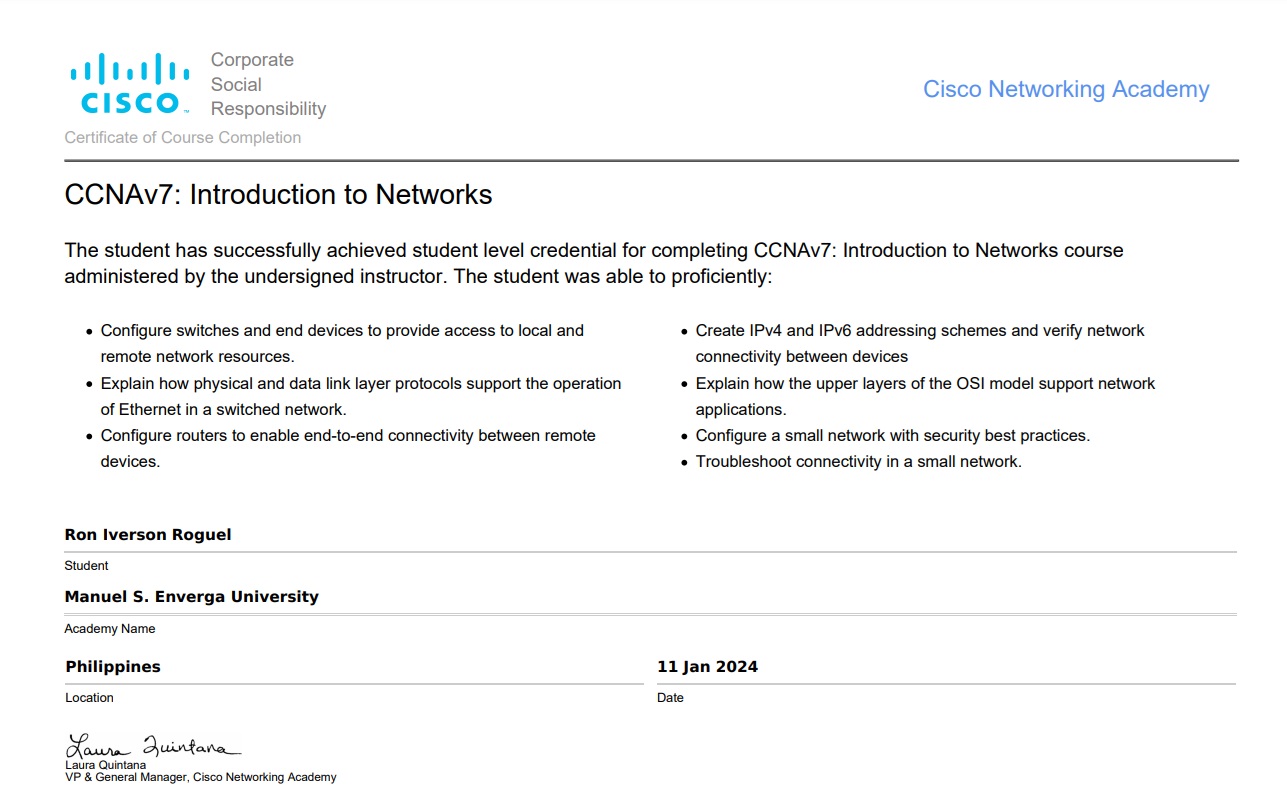 CISCO™
Corporate
Social
Responsibility
Certificate of Course Completion
Cisco Networking Academy
CCNAv7: Introduction to Networks
The student has successfully achieved student level credential for completing CCNAv7: Introduction to Networks course
administered by the undersigned instructor. The student was able to proficiently:
• Configure switches and end devices to provide access to local and
remote network resources.
• Explain how physical and data link layer protocols support the operation
of Ethernet in a switched network.
• Configure routers to enable end-to-end connectivity between remote
devices.
• Create IPv4 and IPv6 addressing schemes and verify network
connectivity between devices
• Explain how the upper layers of the OSI model support network
applications.
• Configure a small network with security best practices.
• Troubleshoot connectivity in a small network.
Ron Iverson Roguel
Student
Manuel S. Enverga University
Academy Name
Philippines
Location
11 Jan 2024
Date
Laura Quintana
Laura Quintana
VP & General Manager, Cisco Networking Academy